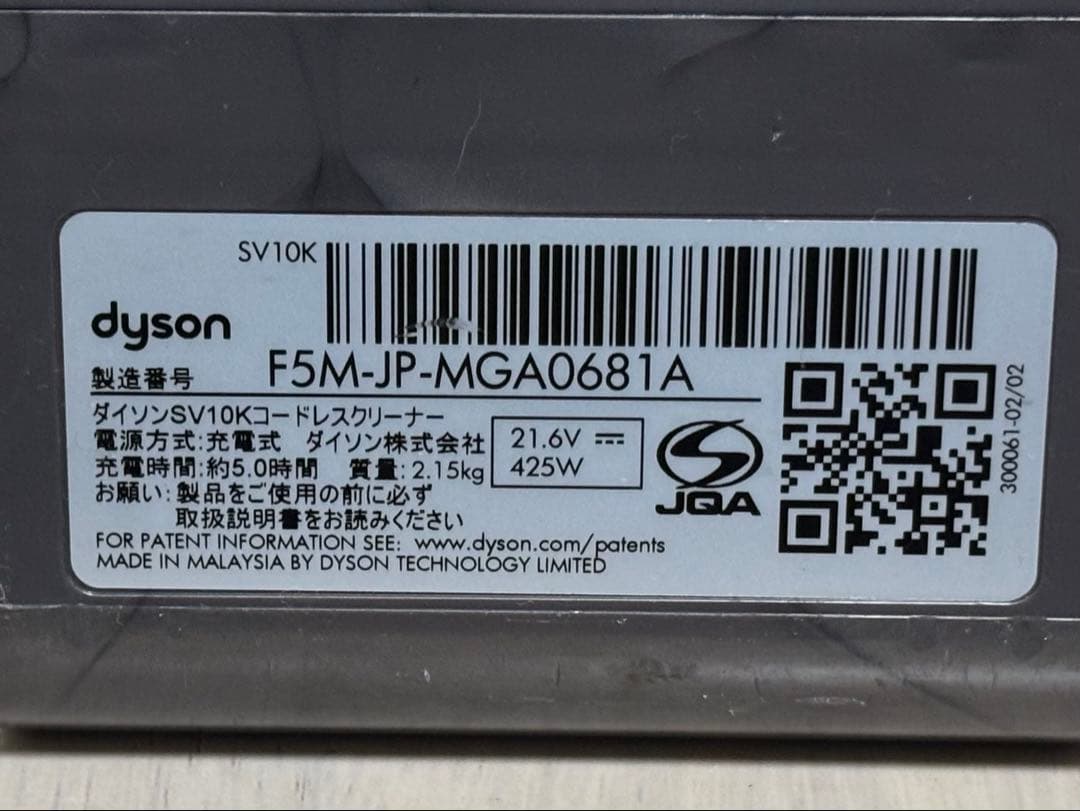 SV10K
dyson
製造番号 F5M-JP-MGA0681A
ダイソンSV10Kコードレスクリーナー
電源方式:充電式 ダイソン株式会社
充電時間:約5.0時間 質量:2.15kg
お願い:製品をご使用の前に必ず
取扱説明書をお読みください
21.6V ⎓
425W
JQA
300061-02/02
FOR PATENT INFORMATION SEE: www.dyson.com/patents
MADE IN MALAYSIA BY DYSON TECHNOLOGY LIMITED